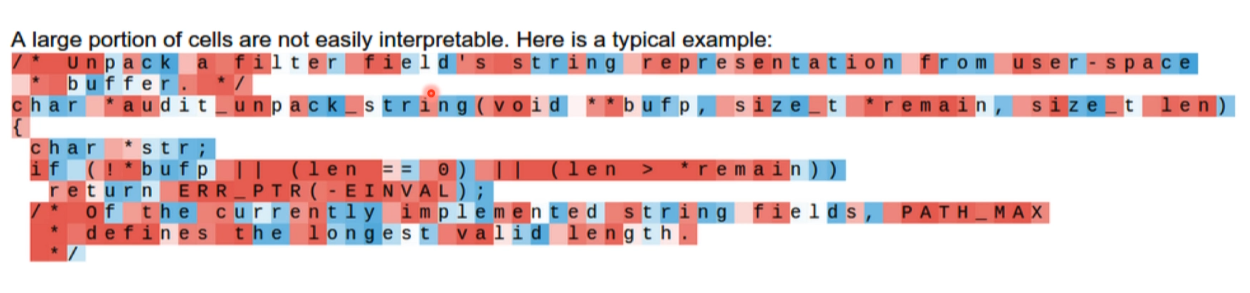 A large portion of cells are not easily interpretable. Here is a typical example:
/* Unpack a filter field's string representation from user-space
 * buffer. */
char *audit_unpack_string(void **bufp, size_t *remain, size_t len)
{
  char *str;
  if (!*bufp || (len == 0) || (len > *remain))
    return ERR_PTR(-EINVAL);
  /* Of the currently implemented string fields, PATH_MAX
   * defines the longest valid length.
   */